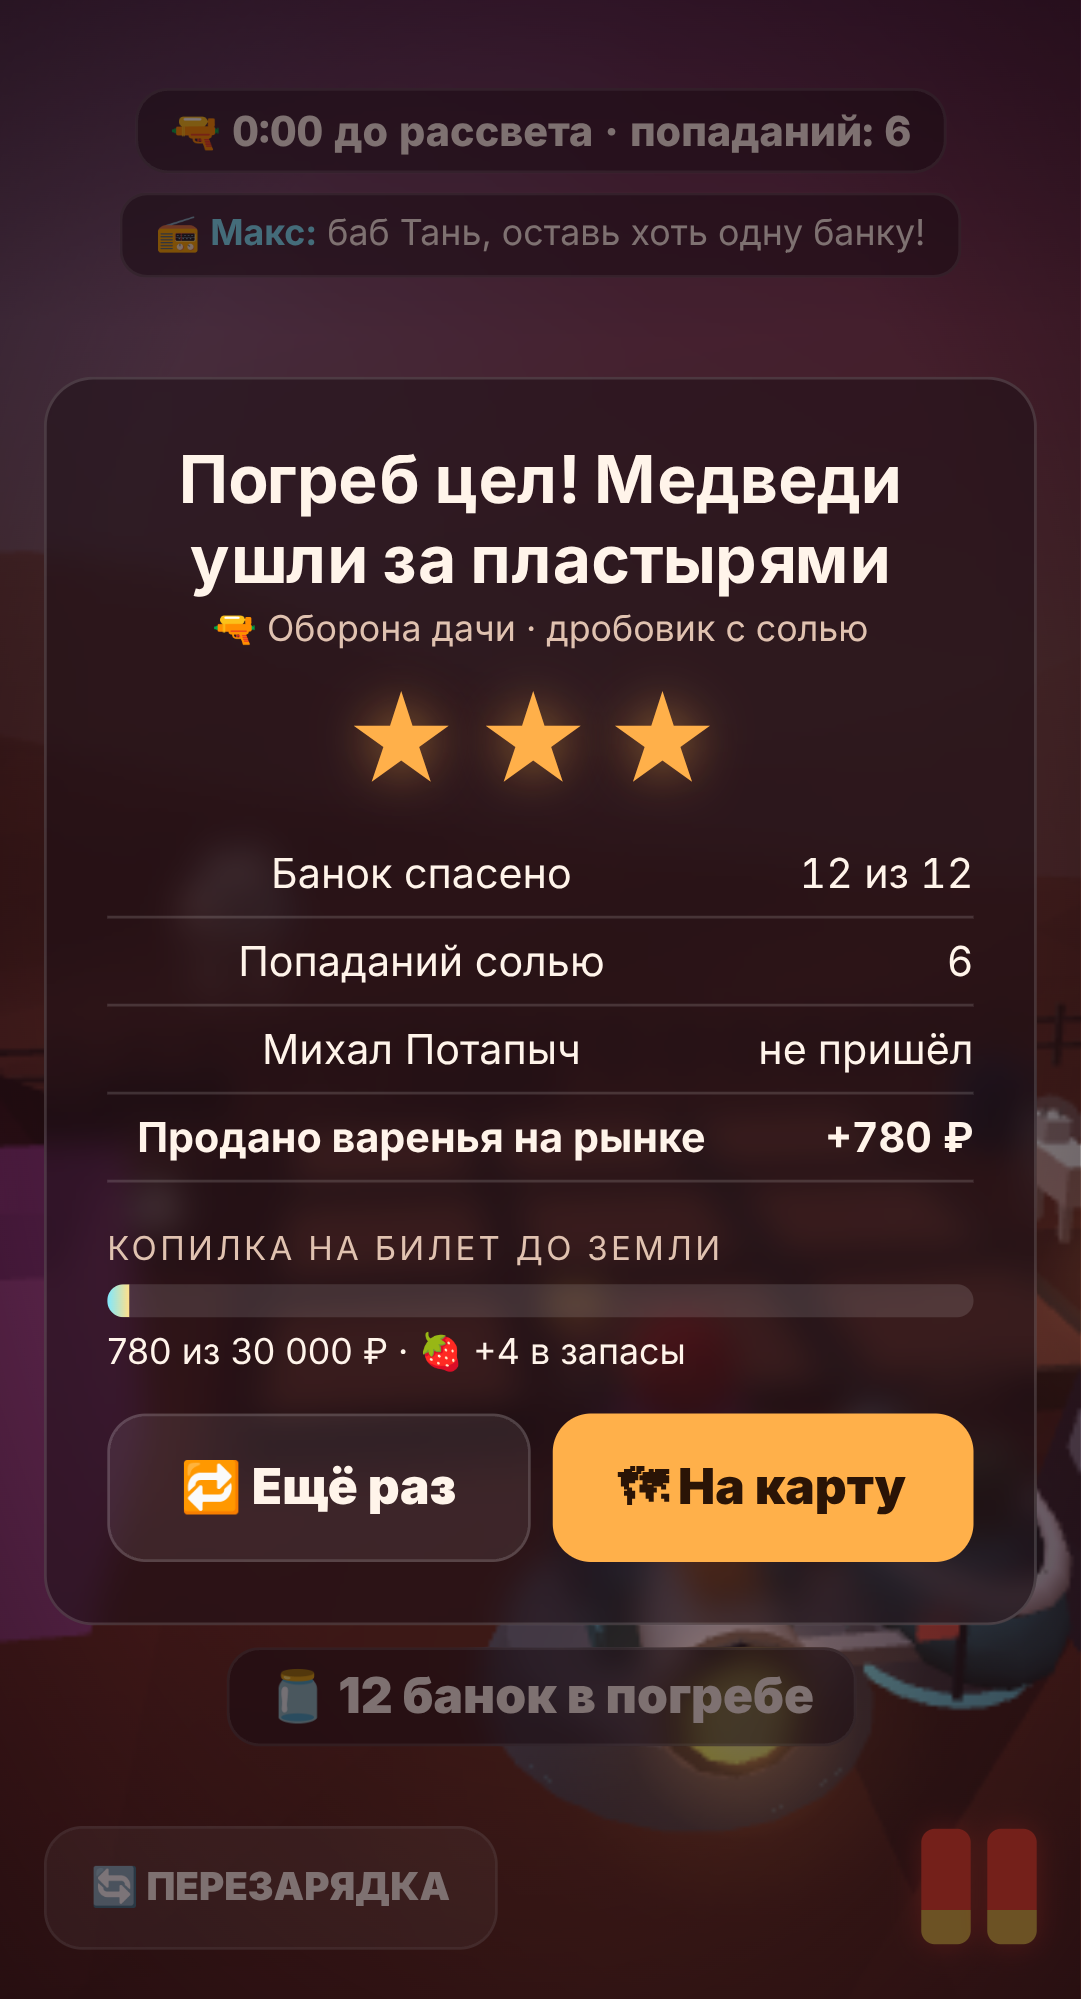 🔫 0:00 до рассвета · попаданий: 6
📻 Макс: баб Тань, оставь хоть одну банку!
Погреб цел! Медведи
ушли за пластырями
🔫 Оборона дачи · дробовик с солью
★ ★ ★
Банок спасено 12 из 12
Попаданий солью 6
Михал Потапыч не пришёл
Продано варенья на рынке +780 ₽
КОПИЛКА НА БИЛЕТ ДО ЗЕМЛИ
780 из 30 000 ₽ · 🍓 +4 в запасы
🔁 Ещё раз
🗺 На карту
🫙 12 банок в погребе
🔄 ПЕРЕЗАРЯДКА